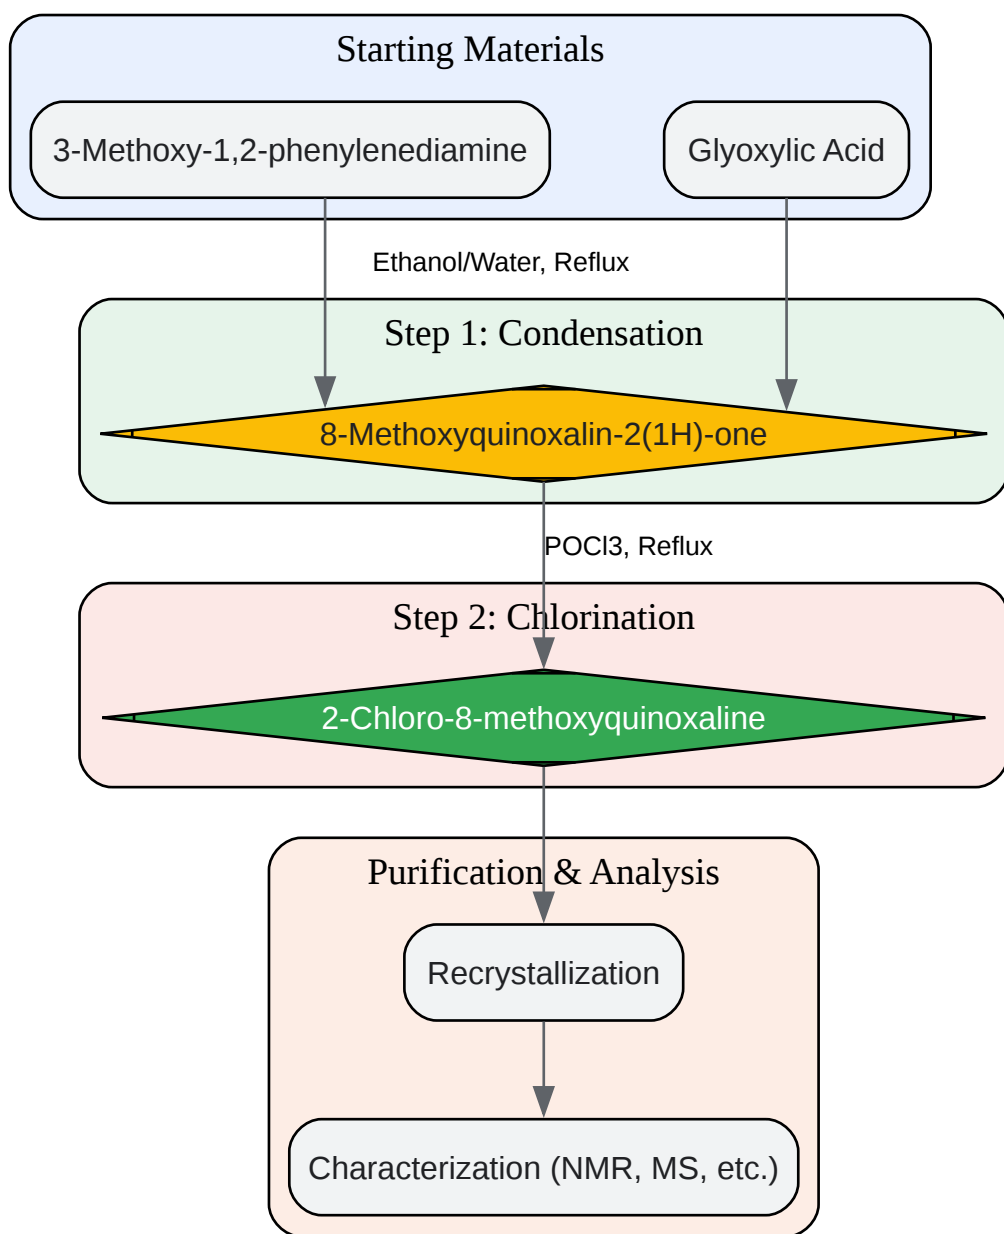 Starting Materials
3-Methoxy-1,2-phenylenediamine
Glyoxylic Acid
Ethanol/Water, Reflux
Step 1: Condensation
8-Methoxyquinoxalin-2(1H)-one
POCl3, Reflux
Step 2: Chlorination
2-Chloro-8-methoxyquinoxaline
Purification & Analysis
Recrystallization
Characterization (NMR, MS, etc.)